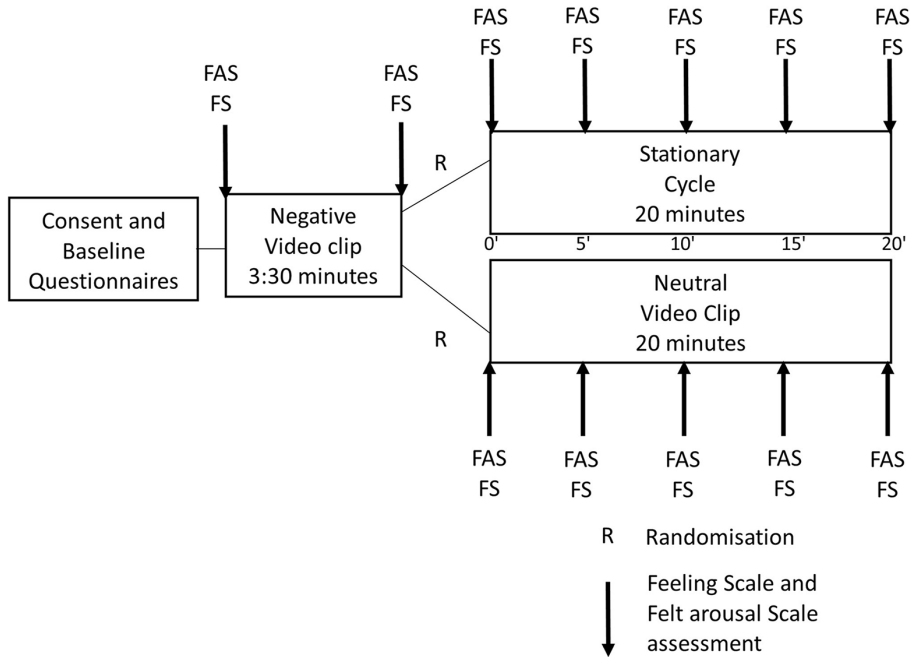 FAS FAS FAS FAS FAS
FS FS FS FS FS
FAS FAS
FS FS
R
Consent and
Baseline
Questionnaires
Negative
Video clip
3:30 minutes
Stationary
Cycle
20 minutes
0' 5' 10' 15' 20'
Neutral
Video Clip
20 minutes
R
FAS FAS FAS FAS FAS
FS FS FS FS FS
R Randomisation
Feeling Scale and
Felt arousal Scale
assessment